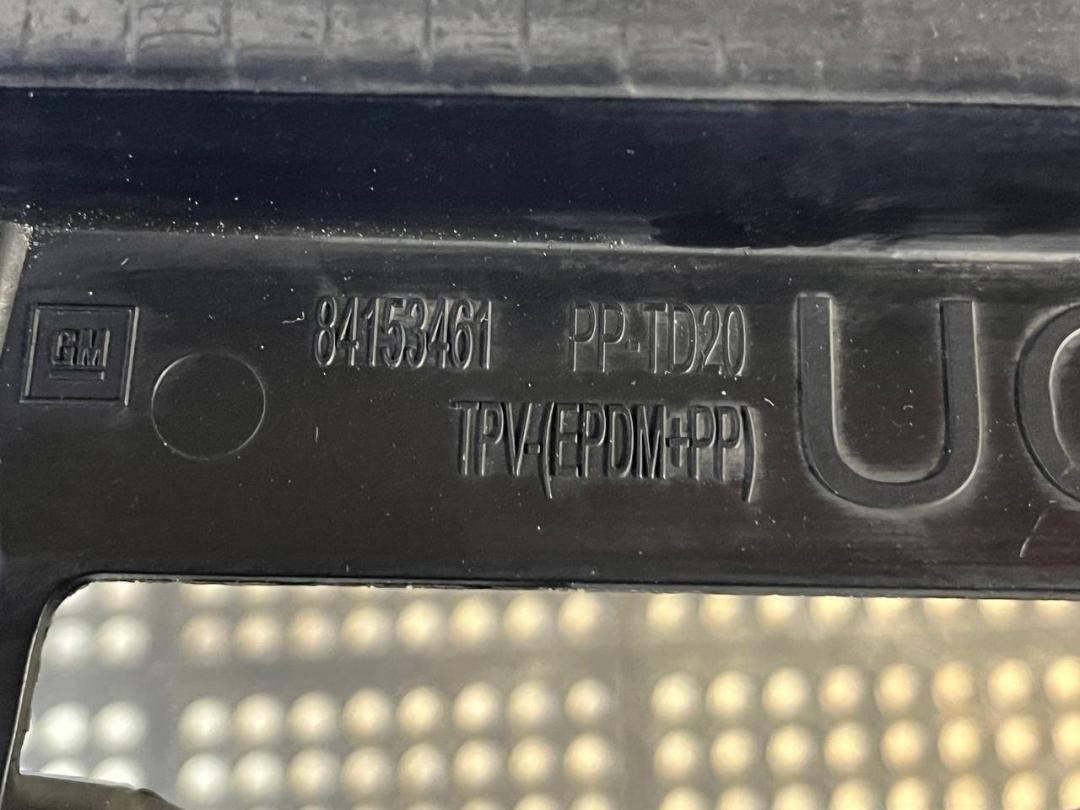 GM
84153461 PP-TD20
TPV-(EPDM+PP)
U